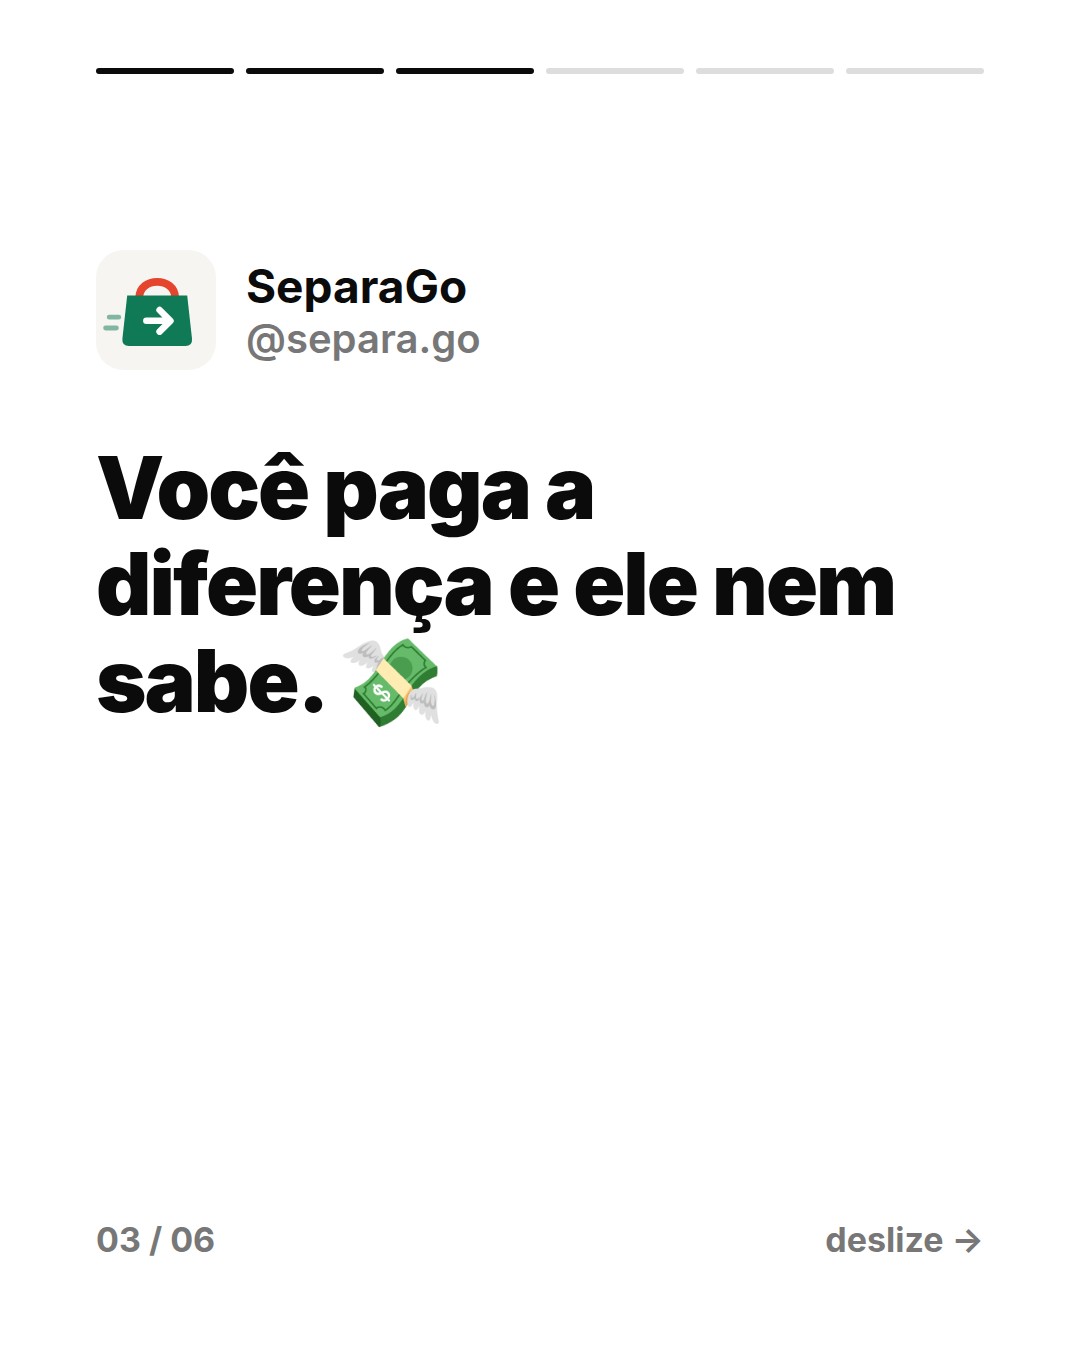 SeparaGo
@separa.go
Você paga a
diferença e ele nem
sabe. 💸
03 / 06
deslize →